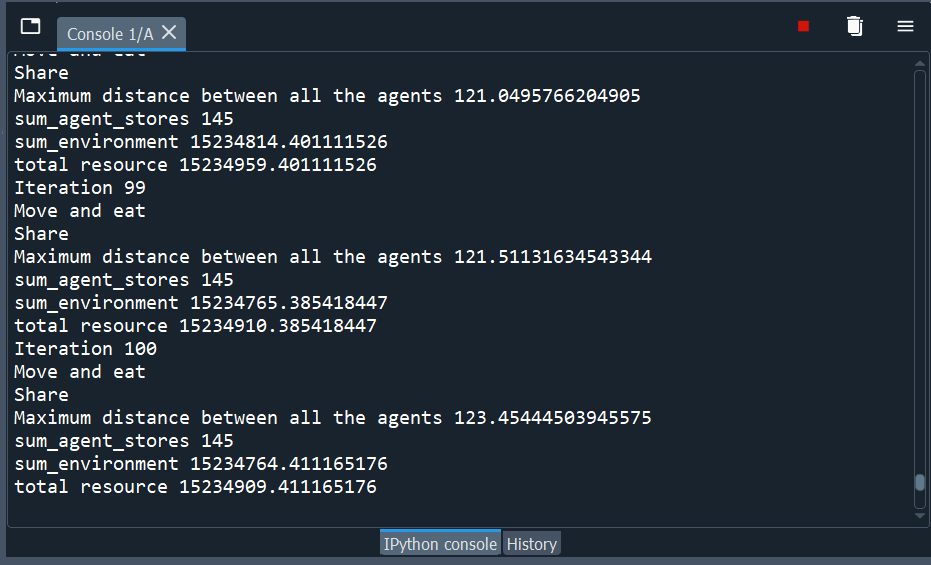 Console 1/A
Move and eat
Share
Maximum distance between all the agents 121.0495766204905
sum_agent_stores 145
sum_environment 15234814.401111526
total resource 15234959.401111526
Iteration 99
Move and eat
Share
Maximum distance between all the agents 121.51131634543344
sum_agent_stores 145
sum_environment 15234765.385418447
total resource 15234910.385418447
Iteration 100
Move and eat
Share
Maximum distance between all the agents 123.45444503945575
sum_agent_stores 145
sum_environment 15234764.411165176
total resource 15234909.411165176
IPython console History